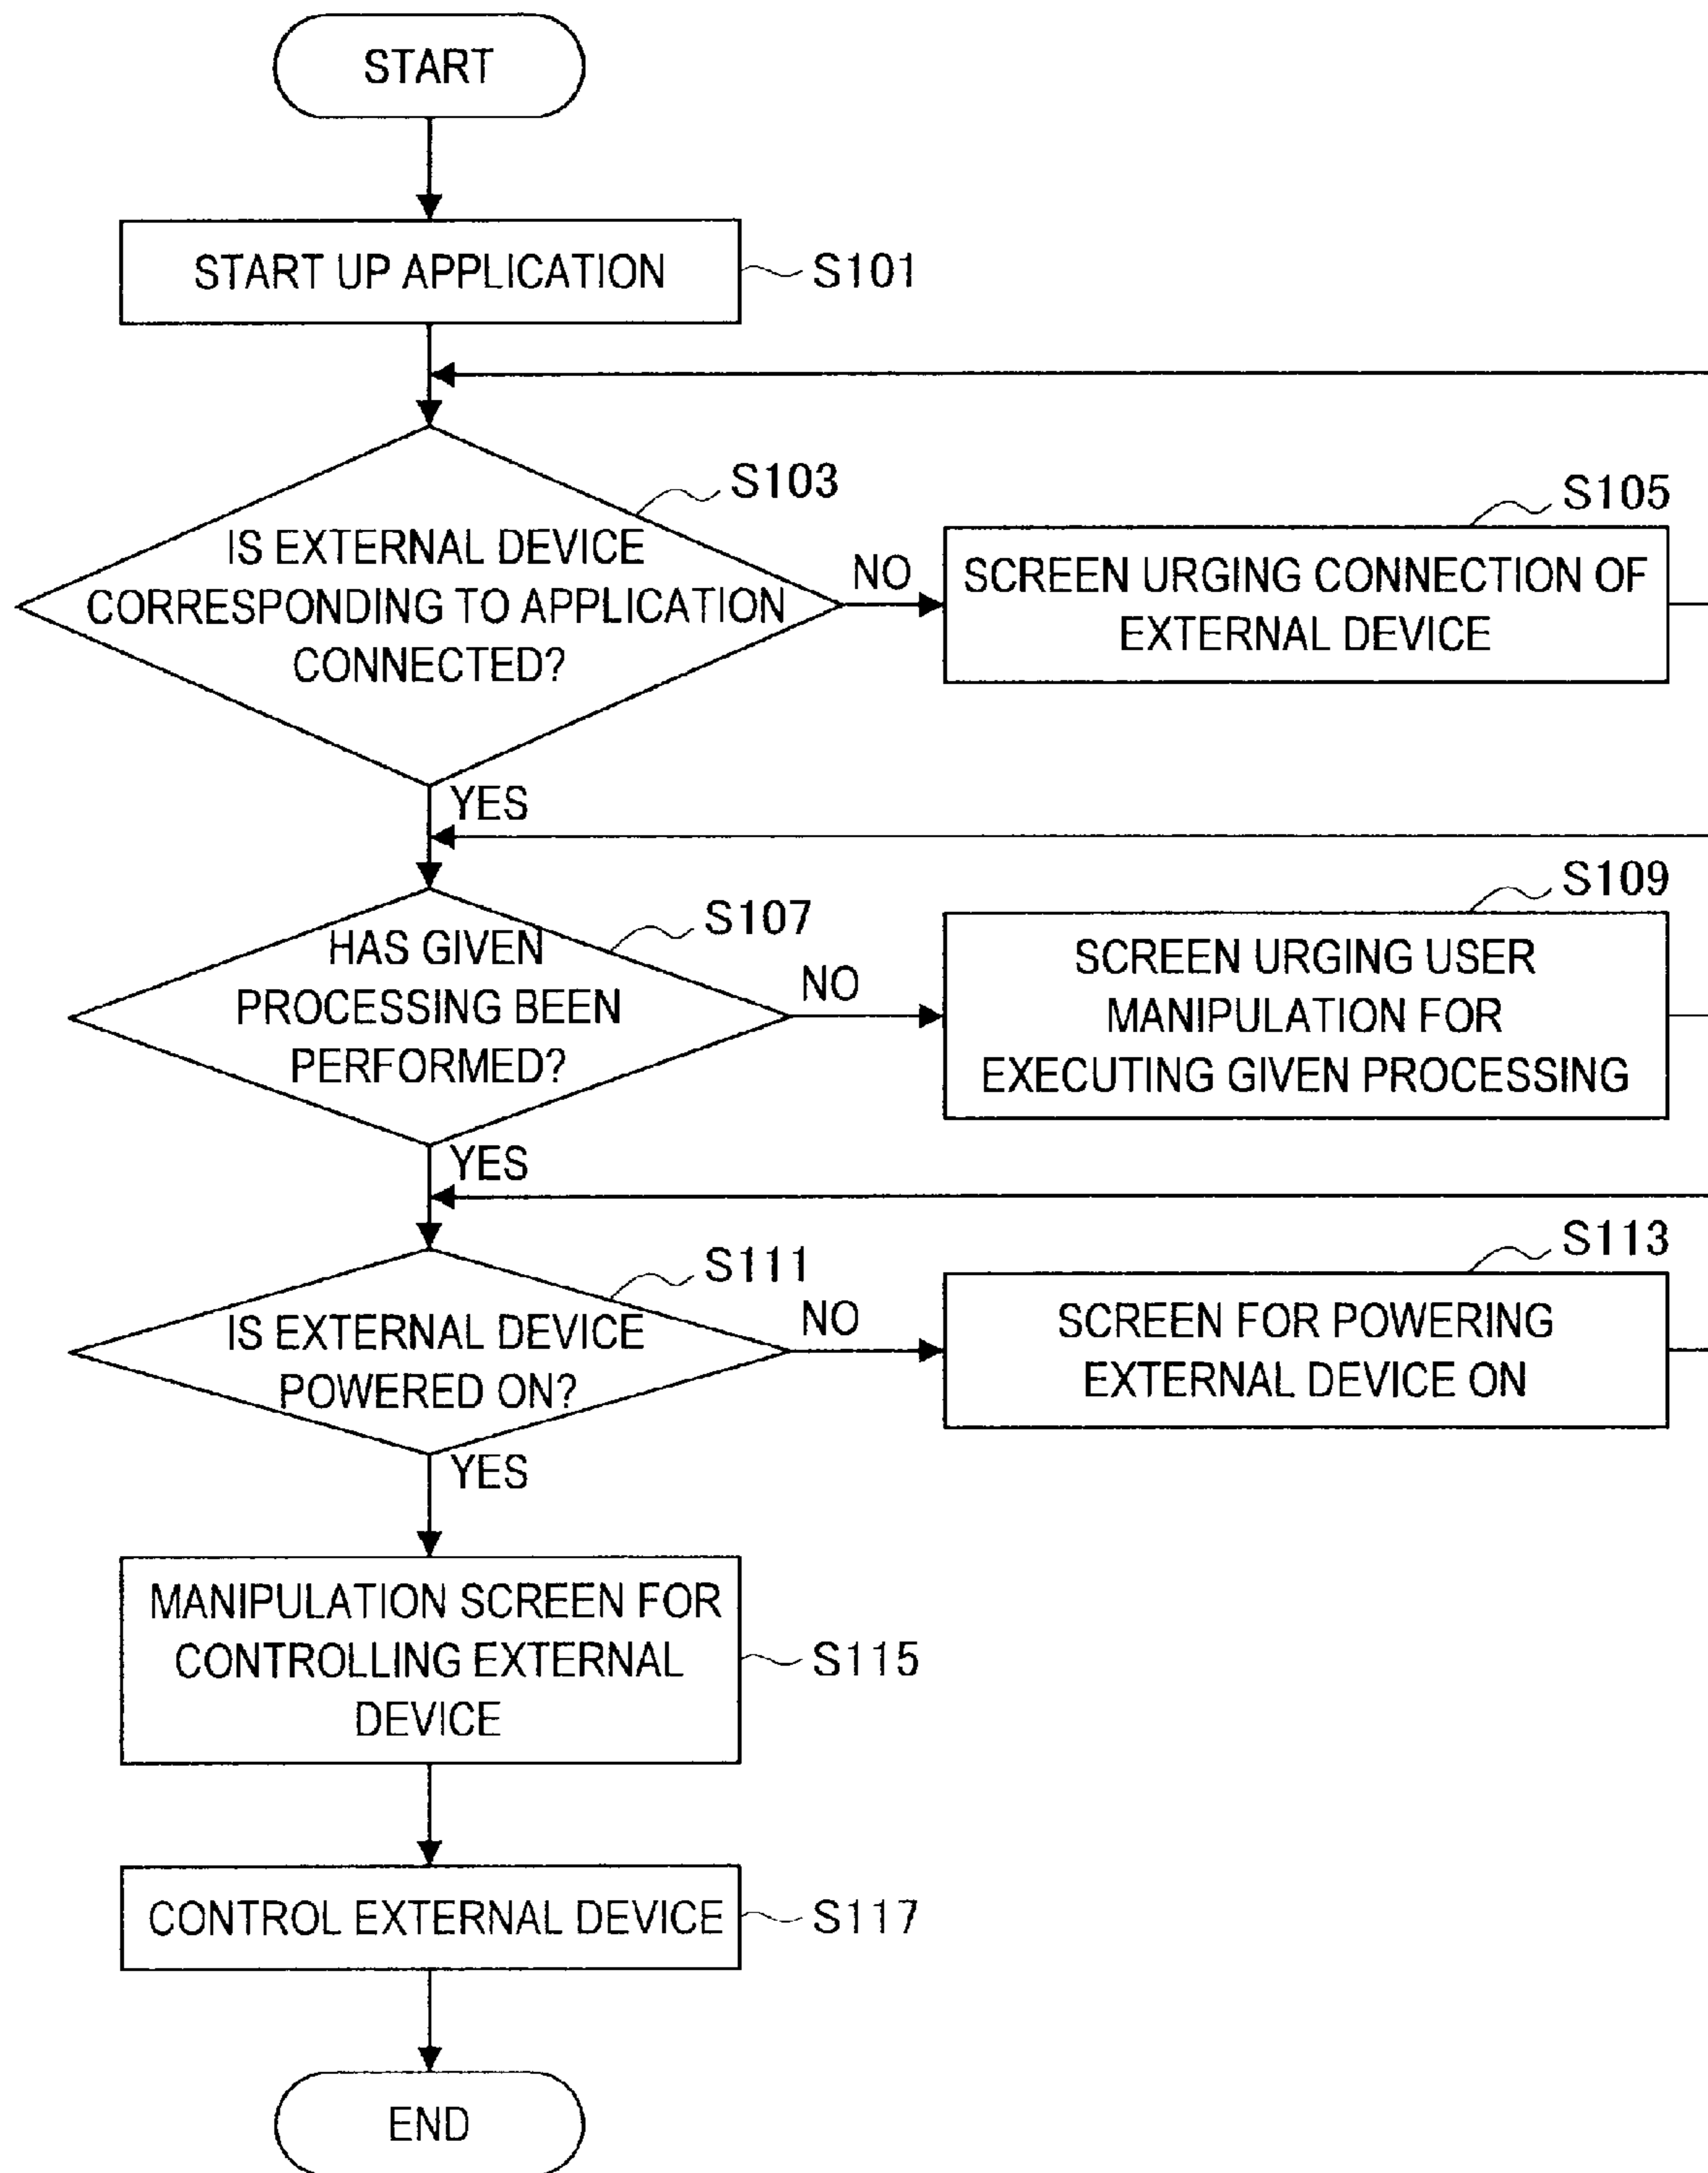 START
START UP APPLICATION
S101
S103
IS EXTERNAL DEVICE
CORRESPONDING TO APPLICATION
CONNECTED?
NO
S105
SCREEN URGING CONNECTION OF
EXTERNAL DEVICE
YES
S107
HAS GIVEN
PROCESSING BEEN
PERFORMED?
NO
S109
SCREEN URGING USER
MANIPULATION FOR
EXECUTING GIVEN PROCESSING
YES
S111
IS EXTERNAL DEVICE
POWERED ON?
NO
S113
SCREEN FOR POWERING
EXTERNAL DEVICE ON
YES
MANIPULATION SCREEN FOR
CONTROLLING EXTERNAL
DEVICE
S115
CONTROL EXTERNAL DEVICE
S117
END